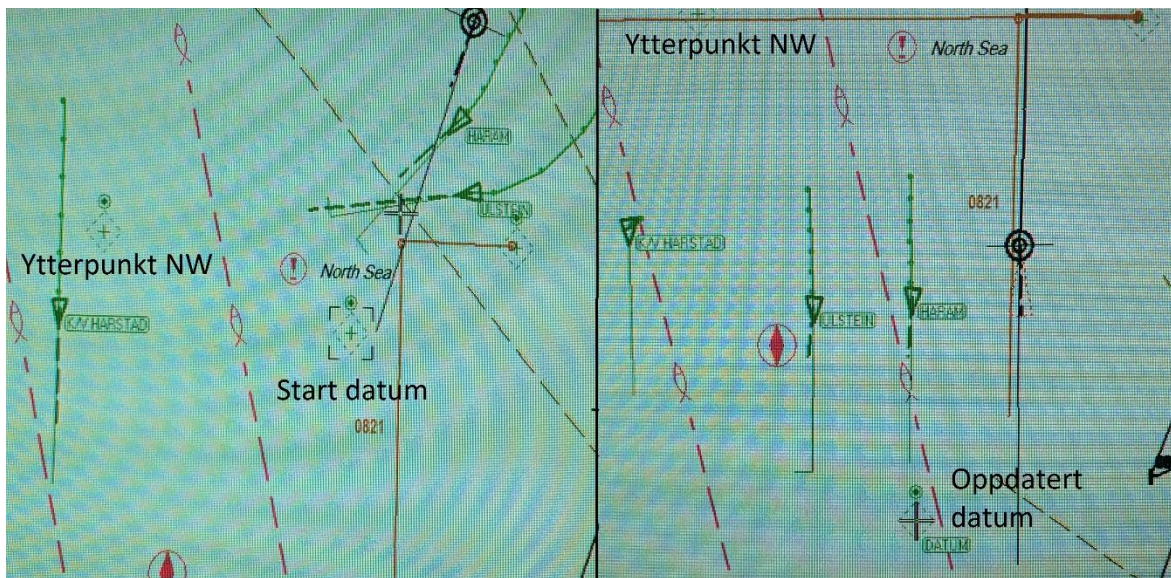 HARAM
ULSTEIN
Ytterpunkt NW
North Sea
K/V HARSTAD
Start datum
0821
Ytterpunkt NW
North Sea
0821
K/V HARSTAD
ULSTEIN
HARAM
Oppdatert
datum
DATUM